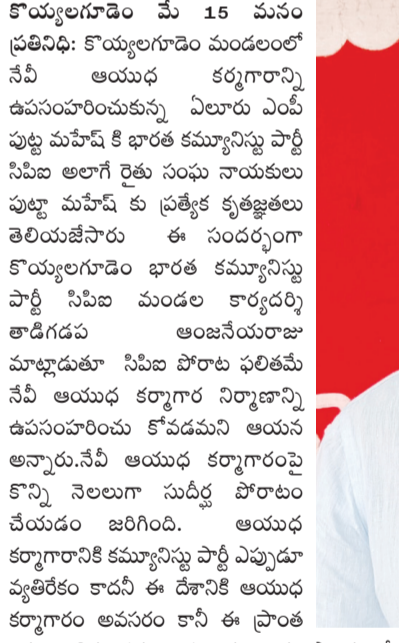 కొయ్యలగూడెం మే 15 మనం
ప్రతినిధి: కొయ్యలగూడెం మండలంలో
నేవీ ఆయుధ కర్మగారాన్ని
ఉపసంహరించుకున్న ఏలూరు ఎంపీ
పుట్ట మహేష్ కి భారత కమ్యూనిస్టు పార్టీ
సిపిఐ అలాగే రైతు సంఘ నాయకులు
పుట్టా మహేష్ కు ప్రత్యేక కృతజ్ఞతలు
తెలియజేసారు ఈ సందర్భంగా
కొయ్యలగూడెం భారత కమ్యూనిస్టు
పార్టీ సిపిఐ మండల కార్యదర్శి
తాడిగడప ఆంజనేయరాజు
మాట్లాడుతూ సిపిఐ పోరాట ఫలితమే
నేవీ ఆయుధ కర్మాగార నిర్మాణాన్ని
ఉపసంహరించు కోవడమని ఆయన
అన్నారు.నేవీ ఆయుధ కర్మాగారంపై
కొన్ని నెలలుగా సుదీర్ఘ పోరాటం
చేయడం జరిగింది. ఆయుధ
కర్మాగారానికి కమ్యూనిస్టు పార్టీ ఎప్పుడూ
వ్యతిరేకం కాదనీ ఈ దేశానికి ఆయుధ
కర్మాగారం అవసరం కానీ ఈ ప్రాంత